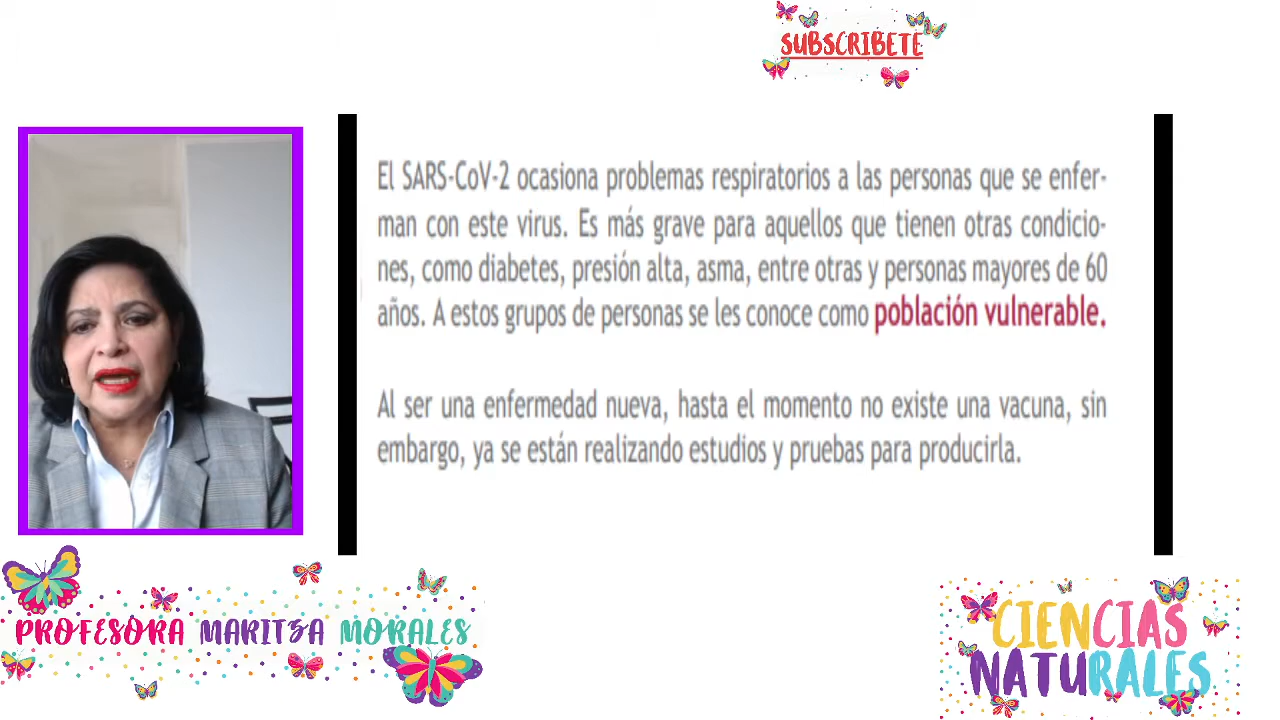 SUBSCRIBETE
El SARS-CoV-2 ocasiona problemas respiratorios a las personas que se enfer-
man con este virus. Es más grave para aquellos que tienen otras condicio-
nes, como diabetes, presión alta, asma, entre otras y personas mayores de 60
años. A estos grupos de personas se les conoce como población vulnerable.
Al ser una enfermedad nueva, hasta el momento no existe una vacuna, sin
embargo, ya se están realizando estudios y pruebas para producirla.
PROFESORA MARITZA MORALES
CIENCIAS
NATURALES